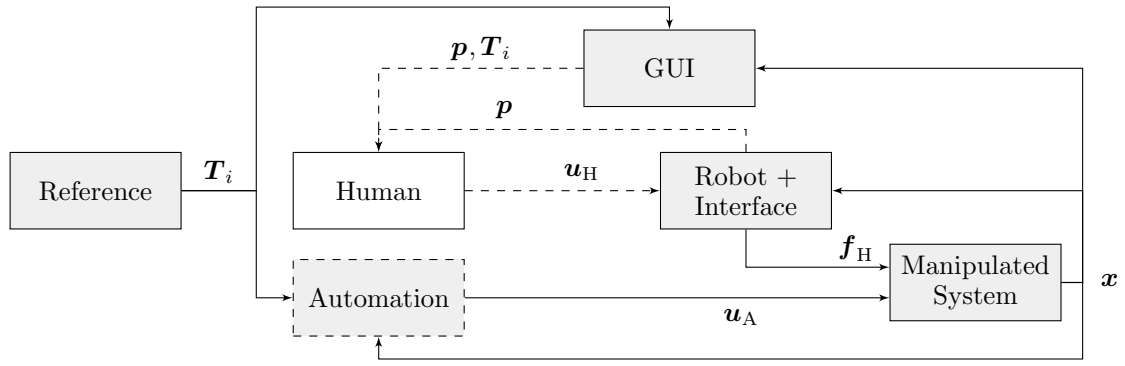 p, T_i
GUI
p
Reference
T_i
Human
u_H
Robot +
Interface
f_H
Manipulated
System
x
Automation
u_A